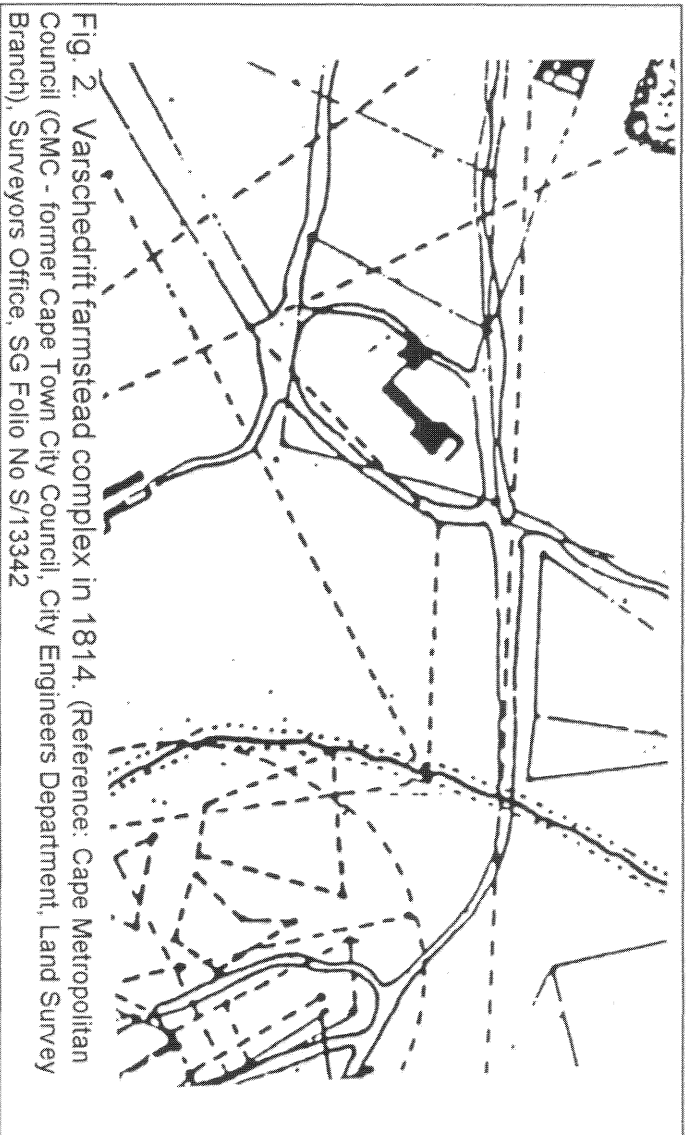 Fig. 2. Varschedrift farmstead complex in 1814. (Reference: Cape Metropolitan
Council (CMC - former Cape Town City Council, City Engineers Department, Land Survey
Branch), Surveyors Office, SG Folio No S/13342